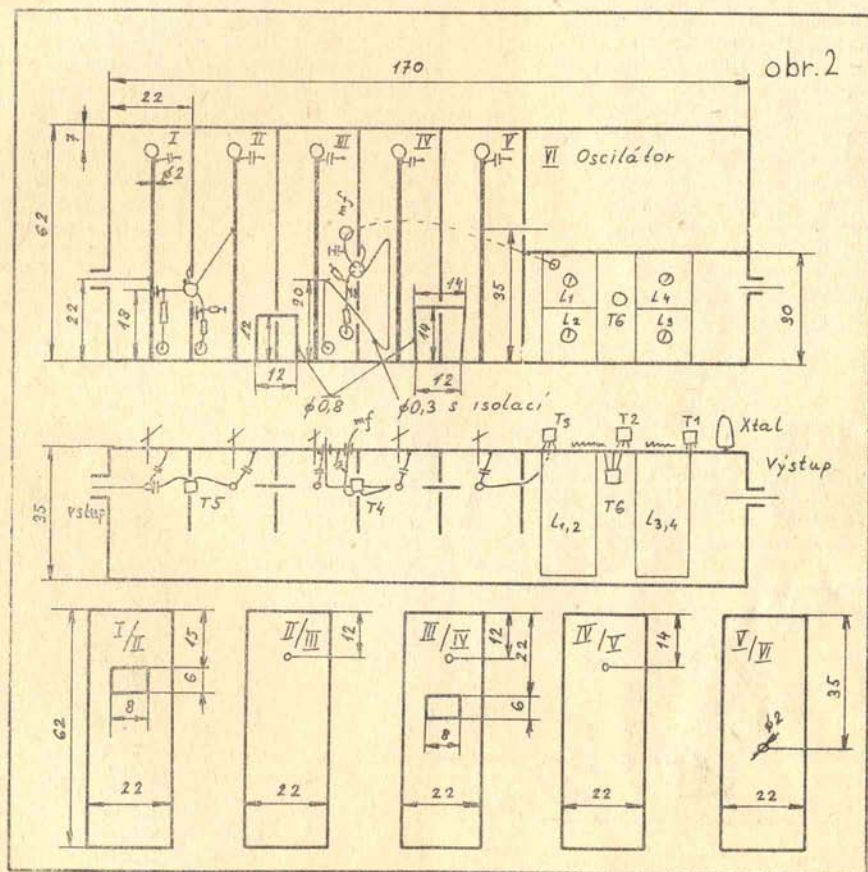 obr.2
170
22
7
I
II
III
IV
V
VI Oscilátor
ϕ2
mf
62
22
18
20
35
14
14
12
12
12
30
L1
L4
L2
T6
L3
ϕ0,8
ϕ0,3 s isolací
mf
T3
T2
T1
Xtal
Výstup
35
vstup
T5
T4
T6
L1,2
L3,4
I/II
15
6
8
62
22
II/III
12
22
III/IV
12
22
6
8
22
IV/V
14
22
V/VI
35
ϕ2
22